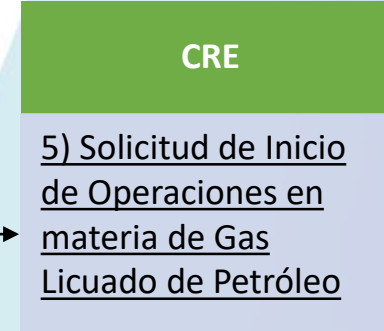 CRE
5) Solicitud de Inicio
de Operaciones en
materia de Gas
Licuado de Petróleo